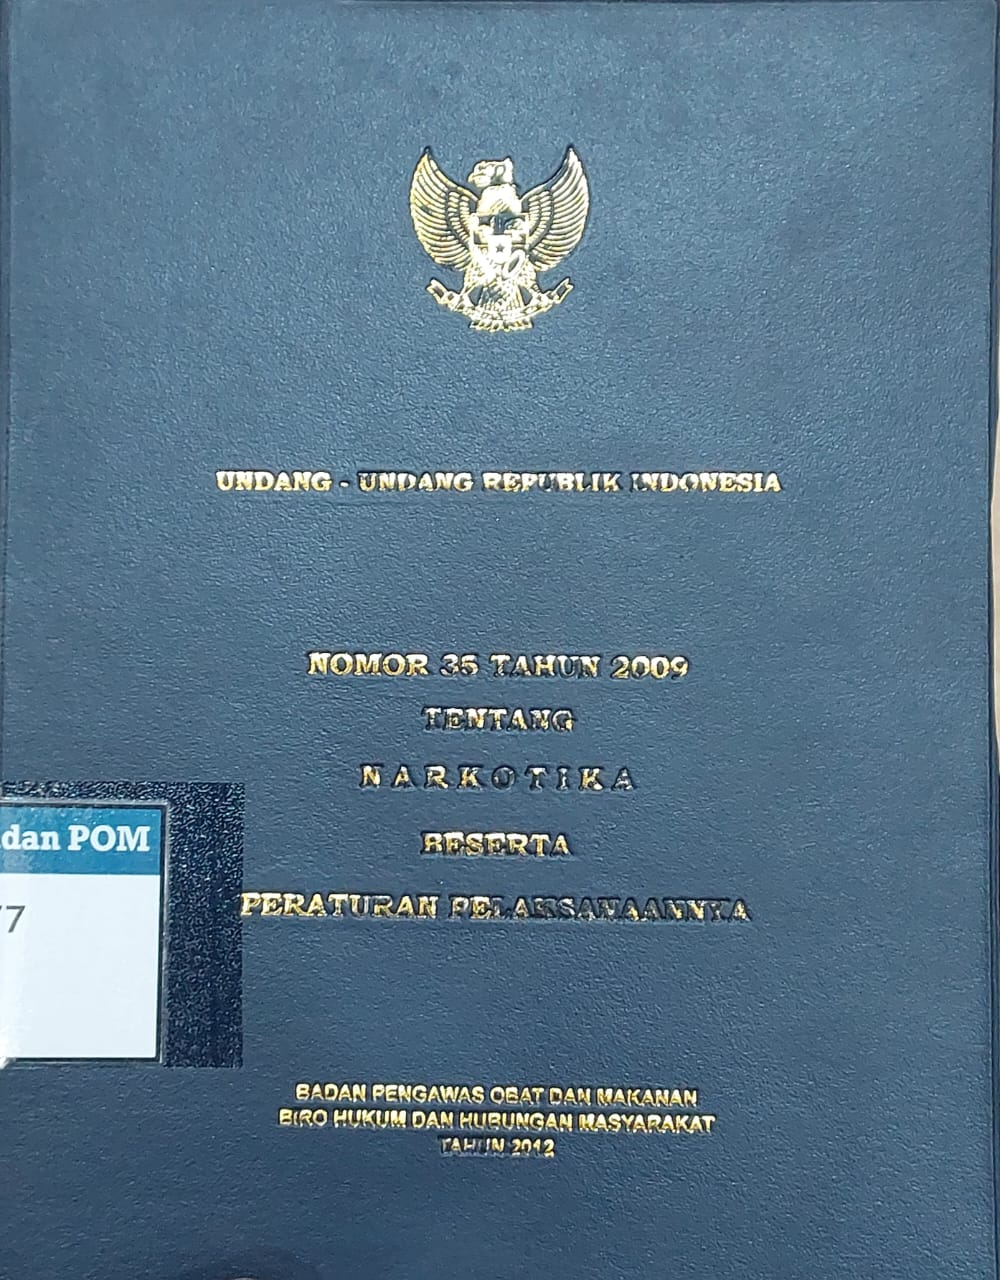 UNDANG - UNDANG REPUBLIK INDONESIA
NOMOR 35 TAHUN 2009
TENTANG
NARKOTIKA
BESERTA
PERATURAN PELAKSANAANNYA
dan POM
77
BADAN PENGAWAS OBAT DAN MAKANAN
BIRO HUKUM DAN HUBUNGAN MASYARAKAT
TAHUN 2012